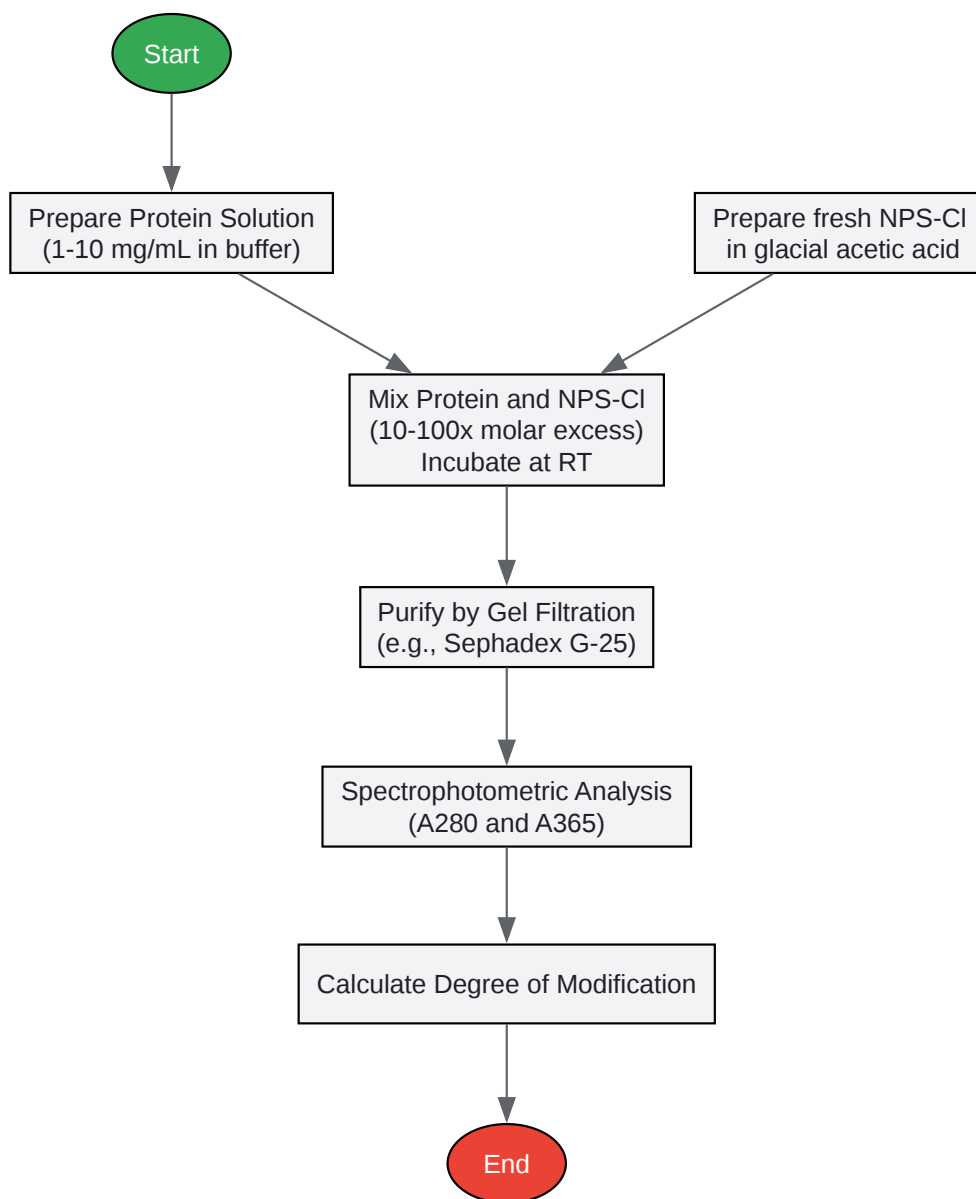 Start
Prepare Protein Solution
(1-10 mg/mL in buffer)
Prepare fresh NPS-Cl
in glacial acetic acid
Mix Protein and NPS-Cl
(10-100x molar excess)
Incubate at RT
Purify by Gel Filtration
(e.g., Sephadex G-25)
Spectrophotometric Analysis
(A280 and A365)
Calculate Degree of Modification
End